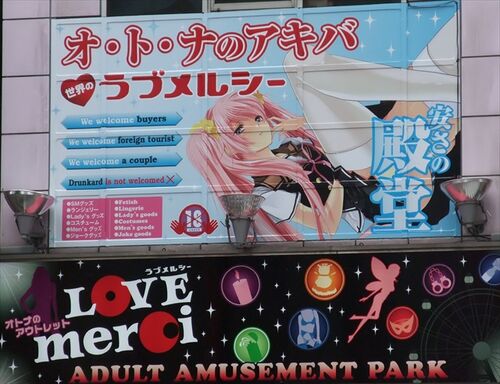 オ・ト・ナのアキバ
世界の
ラブメルシー
We welcome buyers
We welcome foreign tourist
We welcome a couple
Drunkard is not welcomed ×
●SMグッズ
●ランジェリー
●Lady's グッズ
●コスチューム
●Men's グッズ
●ジョークグッズ
●Fetish
●Lingerie
●Lady's goods
●Costumes
●Men's goods
●Joke goods
18
安さの
殿堂
ラブメルシー
LOVE
merci
オトナの
アウトレット
ADULT AMUSEMENT PARK